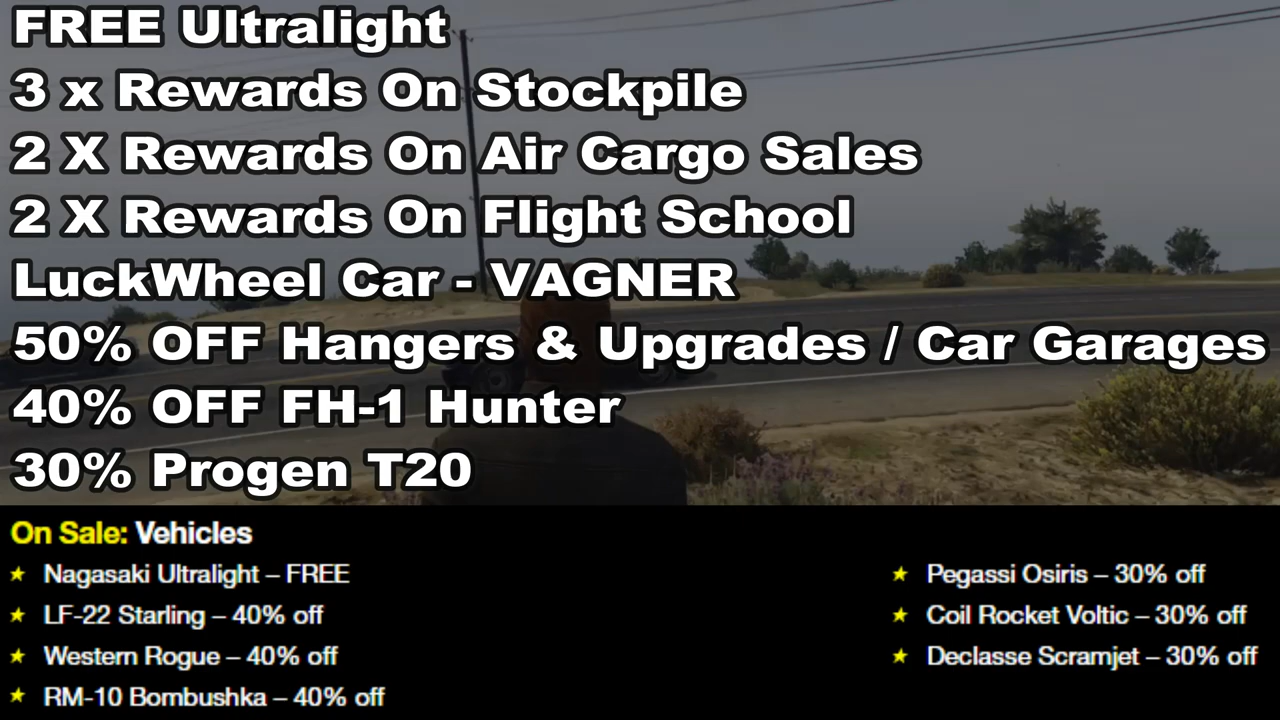 FREE Ultralight
3 x Rewards On Stockpile
2 X Rewards On Air Cargo Sales
2 X Rewards On Flight School
LuckWheel Car - VAGNER
50% OFF Hangers & Upgrades / Car Garages
40% OFF FH-1 Hunter
30% Progen T20
On Sale: Vehicles
★ Nagasaki Ultralight – FREE
★ LF-22 Starling – 40% off
★ Western Rogue – 40% off
★ RM-10 Bombushka – 40% off
★ Pegassi Osiris – 30% off
★ Coil Rocket Voltic – 30% off
★ Declasse Scramjet – 30% off